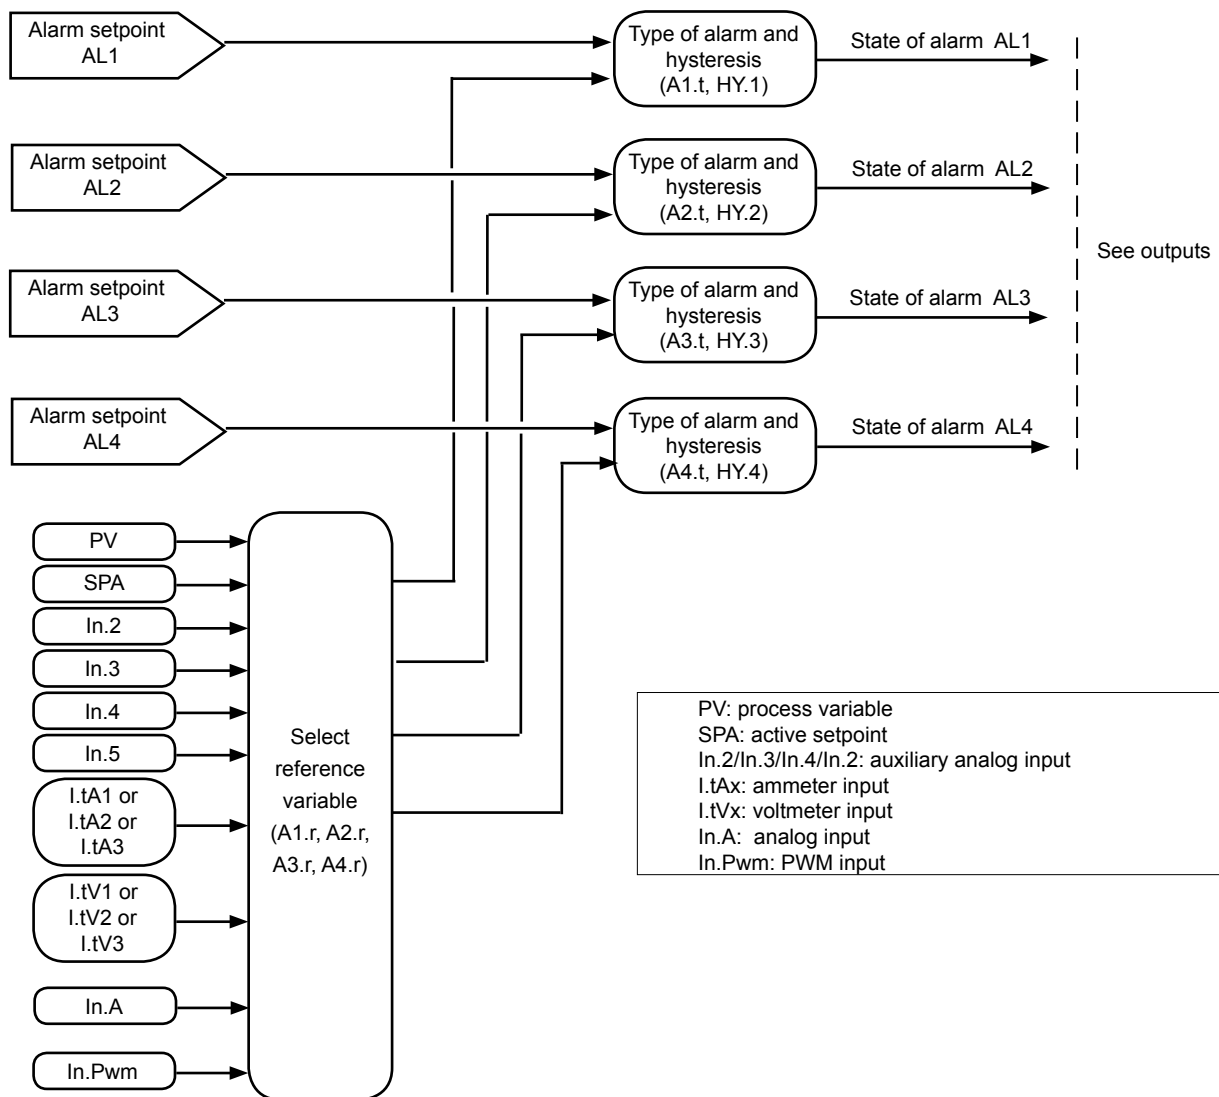 Alarm setpoint
AL1
Type of alarm and
hysteresis
(A1.t, HY.1)
State of alarm AL1
Alarm setpoint
AL2
Type of alarm and
hysteresis
(A2.t, HY.2)
State of alarm AL2
See outputs
Alarm setpoint
AL3
Type of alarm and
hysteresis
(A3.t, HY.3)
State of alarm AL3
Alarm setpoint
AL4
Type of alarm and
hysteresis
(A4.t, HY.4)
State of alarm AL4
PV
SPA
In.2
In.3
In.4
In.5
I.tA1 or
I.tA2 or
I.tA3
I.tV1 or
I.tV2 or
I.tV3
In.A
In.Pwm
Select
reference
variable
(A1.r, A2.r,
A3.r, A4.r)
PV: process variable
SPA: active setpoint
In.2/In.3/In.4/In.2: auxiliary analog input
I.tAx: ammeter input
I.tVx: voltmeter input
In.A: analog input
In.Pwm: PWM input